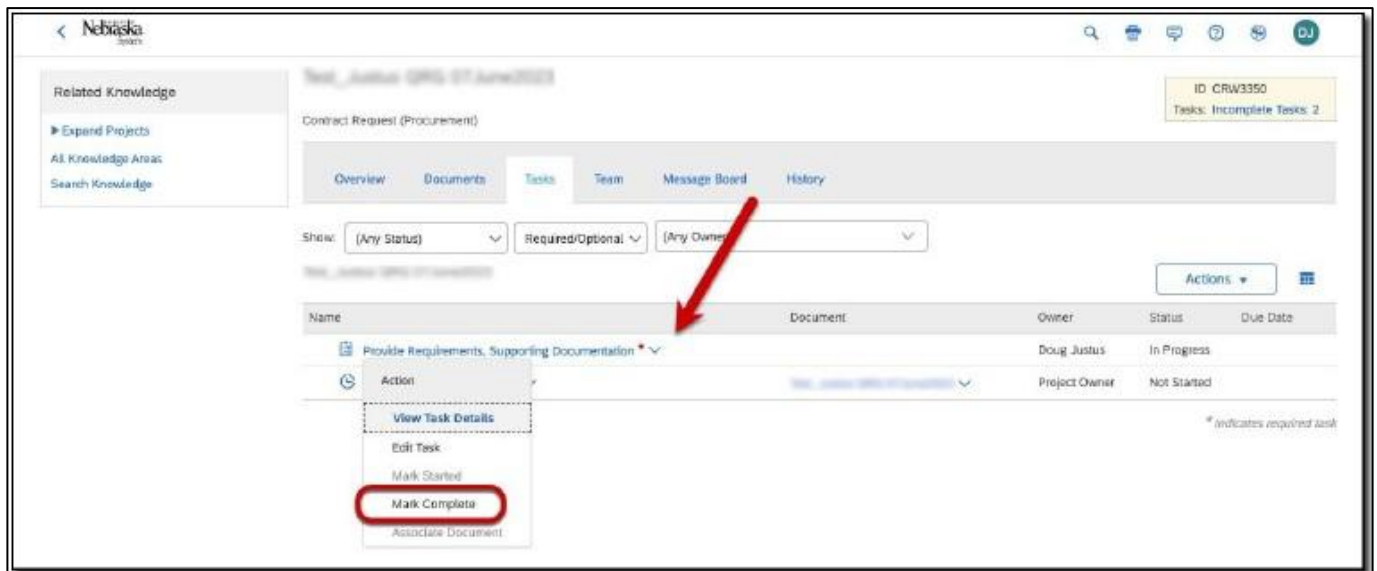 Nebraska
System
DJ
Related Knowledge
Expand Projects
All Knowledge Areas
Search Knowledge
Contract Request (Procurement)
ID CRW3350
Tasks: Incomplete Tasks: 2
Overview Documents Tasks Team Message Board History
Show: (Any Status) Required/Optional (Any Owner
Actions
Name Document Owner Status Due Date
Provide Requirements, Supporting Documentation * Doug Justus In Progress
Project Owner Not Started
Action
View Task Details
Edit Task
Mark Started
Mark Complete
Associate Document
* indicates required task